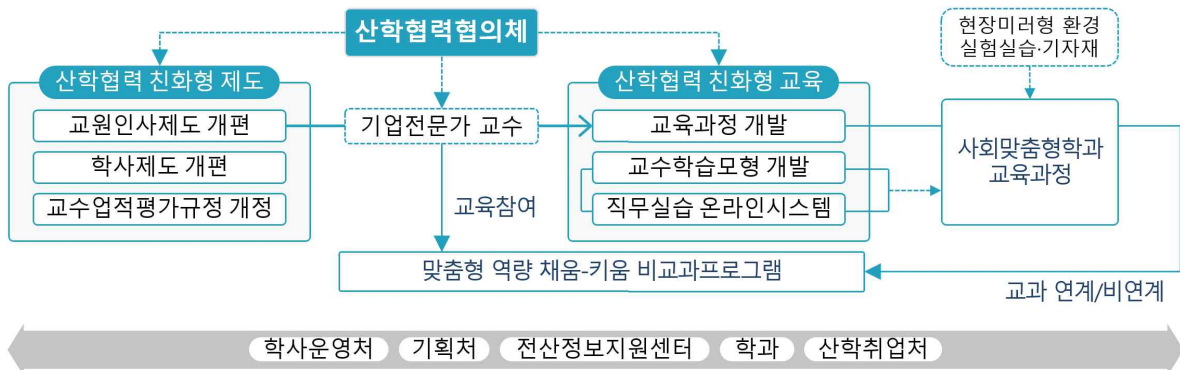 산학협력협의체
현장미러형 환경
실험실습·기자재
산학협력 친화형 제도
산학협력 친화형 교육
교원인사제도 개편
기업전문가 교수
교육과정 개발
학사제도 개편
교수학습모형 개발
사회맞춤형학과
교육과정
교수업적평가규정 개정
교육참여
직무실습 온라인시스템
맞춤형 역량 채움-키움 비교과프로그램
교과 연계/비연계
학사운영처
기획처
전산정보지원센터
학과
산학취업처